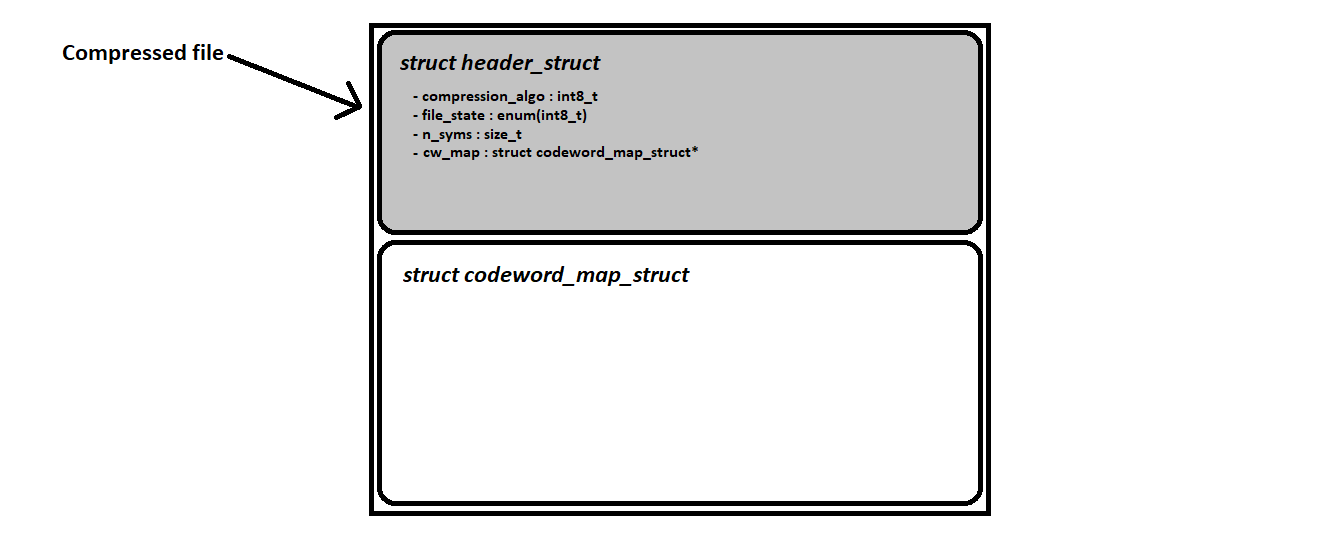 Compressed file
struct header_struct
- compression_algo : int8_t
- file_state : enum(int8_t)
- n_syms : size_t
- cw_map : struct codeword_map_struct*
struct codeword_map_struct